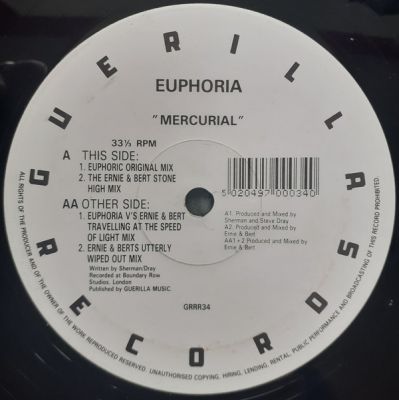 GUERILLA RECORDS
EUPHORIA
"MERCURIAL"
33⅓ RPM
A THIS SIDE:
1. EUPHORIC ORIGINAL MIX
2. THE ERNIE & BERT STONE
HIGH MIX
AA OTHER SIDE:
1. EUPHORIA V'S ERNIE & BERT
TRAVELLING AT THE SPEED
OF LIGHT MIX
2. ERNIE & BERTS UTTERLY
WIPED OUT MIX
Written by Sherman/Dray
Recorded at Boundary Row
Studios. London
Published by GUERILLA MUSIC
5 020497 000340
A1. Produced and Mixed by
Sherman and Steve Dray
A2. Produced and Mixed by
Ernie & Bert
AA1 + 2 Produced and Mixed by
Ernie & Bert
GRRR34
ALL RIGHTS OF THE PRODUCER AND OF THE OWNER OF THE WORK REPRODUCED RESERVED. UNAUTHORISED COPYING, HIRING, LENDING, RENTAL, PUBLIC PERFORMANCE AND BROADCASTING OF THIS RECORD PROHIBITED.